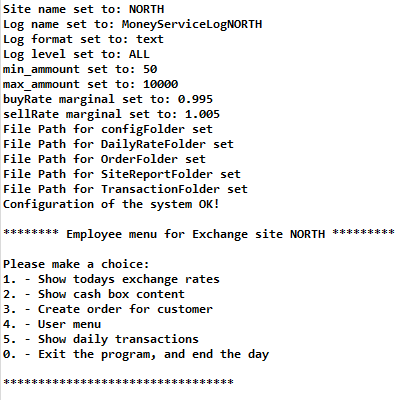 Site name set to: NORTH
Log name set to: MoneyServiceLogNORTH
Log format set to: text
Log level set to: ALL
min_ammount set to: 50
max_ammount set to: 10000
buyRate marginal set to: 0.995
sellRate marginal set to: 1.005
File Path for configFolder set
File Path for DailyRateFolder set
File Path for OrderFolder set
File Path for SiteReportFolder set
File Path for TransactionFolder set
Configuration of the system OK!
******** Employee menu for Exchange site NORTH *********
Please make a choice:
1. - Show todays exchange rates
2. - Show cash box content
3. - Create order for customer
4. - User menu
5. - Show daily transactions
0. - Exit the program, and end the day
*********************************